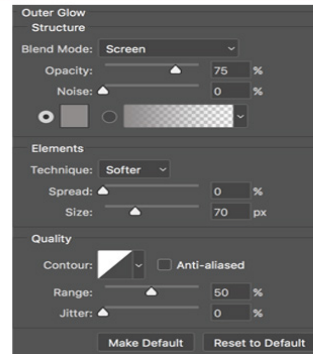 Outer Glow
Structure
Blend Mode: Screen
Opacity: 75 %
Noise: 0 %
Elements
Technique: Softer
Spread: 0 %
Size: 70 px
Quality
Contour: Anti-aliased
Range: 50 %
Jitter: 0 %
Make Default Reset to Default